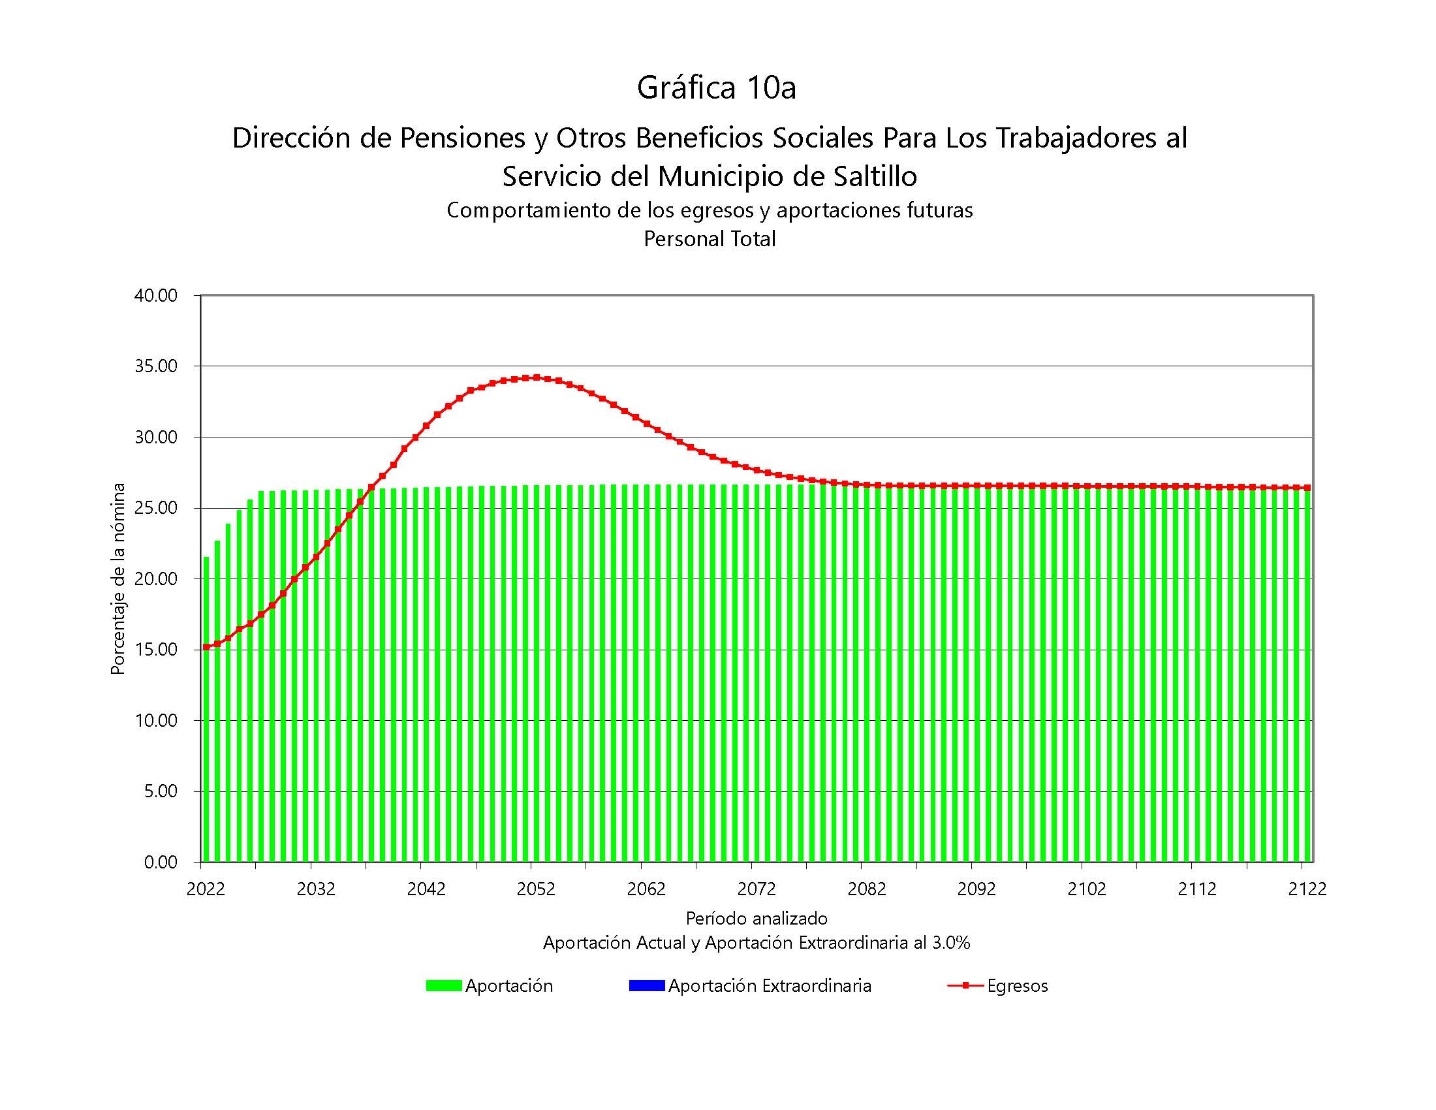 Gráfica 10a
Dirección de Pensiones y Otros Beneficios Sociales Para Los Trabajadores al
Servicio del Municipio de Saltillo
Comportamiento de los egresos y aportaciones futuras
Personal Total
40.00
35.00
30.00
25.00
20.00
15.00
10.00
5.00
0.00
Porcentaje de la nómina
2022 2032 2042 2052 2062 2072 2082 2092 2102 2112 2122
Período analizado
Aportación Actual y Aportación Extraordinaria al 3.0%
Aportación Aportación Extraordinaria Egresos